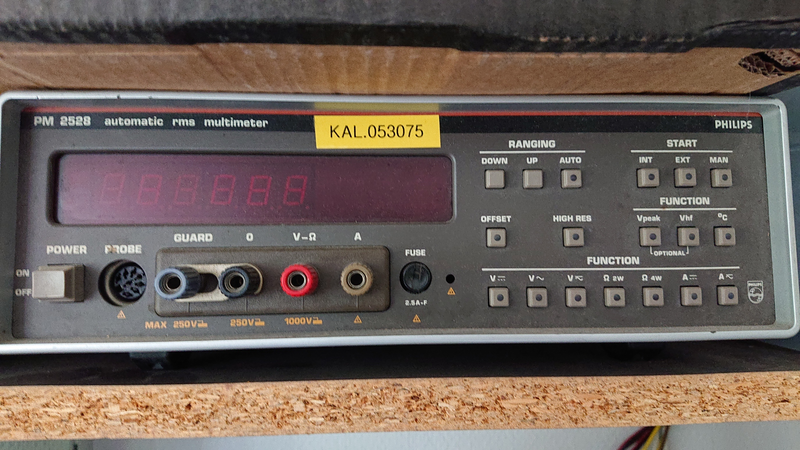 PM 2528 automatic rms multimeter
KAL.053075
PHILIPS
RANGING
DOWN UP AUTO
START
INT EXT MAN
OFFSET HIGH RES
FUNCTION
Vpeak Vhf °C
OPTIONAL
POWER
ON
OFF
PROBE
GUARD 0 V-Ω A
MAX 250V 250V 1000V
FUSE
2.5A-F
FUNCTION
V⎓ V~ V≂ Ω 2W Ω 4W A⎓ A≂